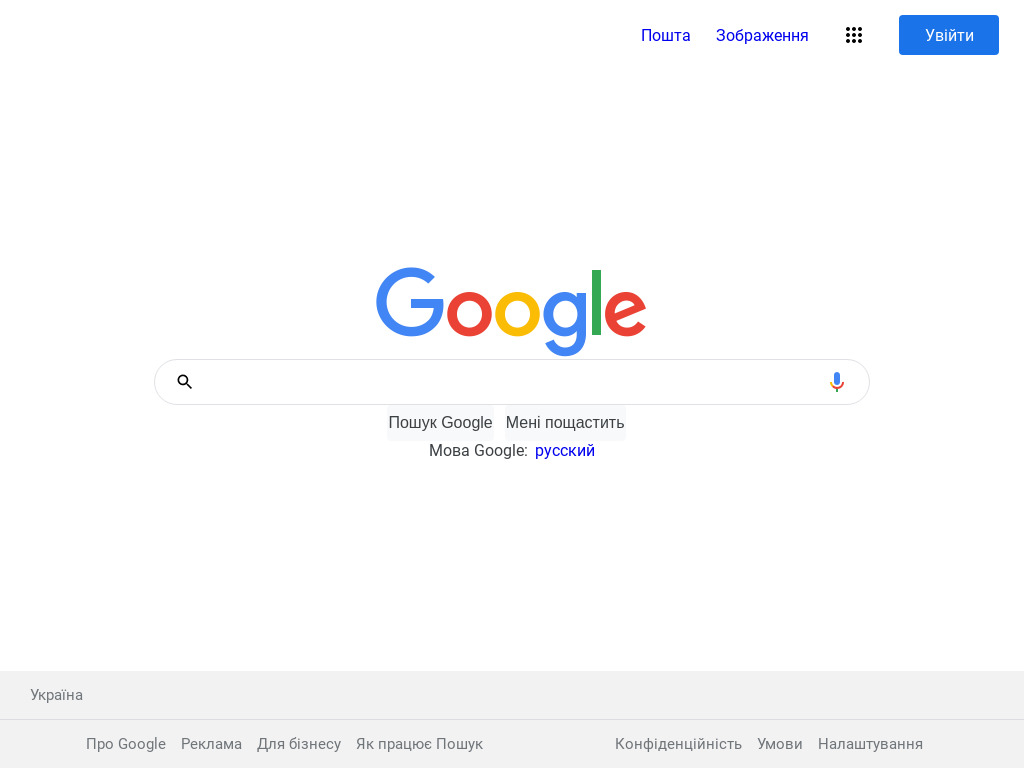 Пошта Зображення Увійти
Google
Пошук Google Мені пощастить
Мова Google: русский
Україна
Про Google Реклама Для бізнесу Як працює Пошук Конфіденційність Умови Налаштування